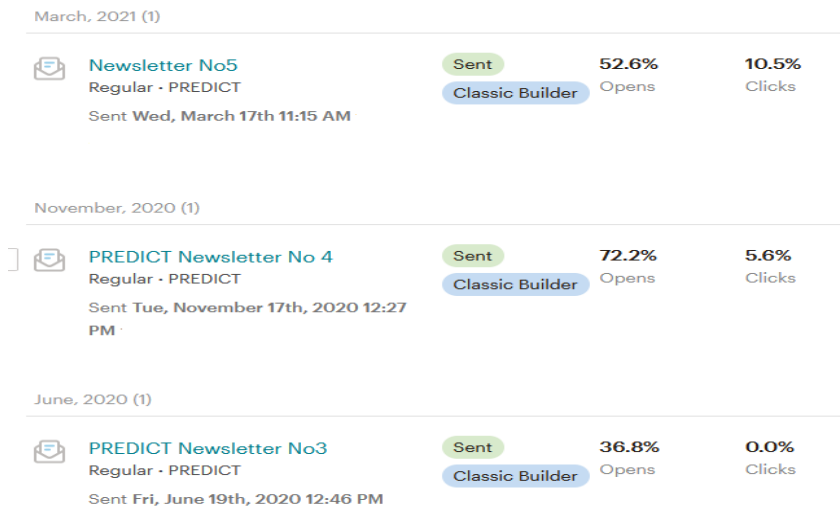 March, 2021 (1)
Newsletter No5
Regular · PREDICT
Sent Wed, March 17th 11:15 AM
Sent
Classic Builder
52.6%
Opens
10.5%
Clicks
November, 2020 (1)
PREDICT Newsletter No 4
Regular · PREDICT
Sent Tue, November 17th, 2020 12:27
PM
Sent
Classic Builder
72.2%
Opens
5.6%
Clicks
June, 2020 (1)
PREDICT Newsletter No3
Regular · PREDICT
Sent Fri, June 19th, 2020 12:46 PM
Sent
Classic Builder
36.8%
Opens
0.0%
Clicks